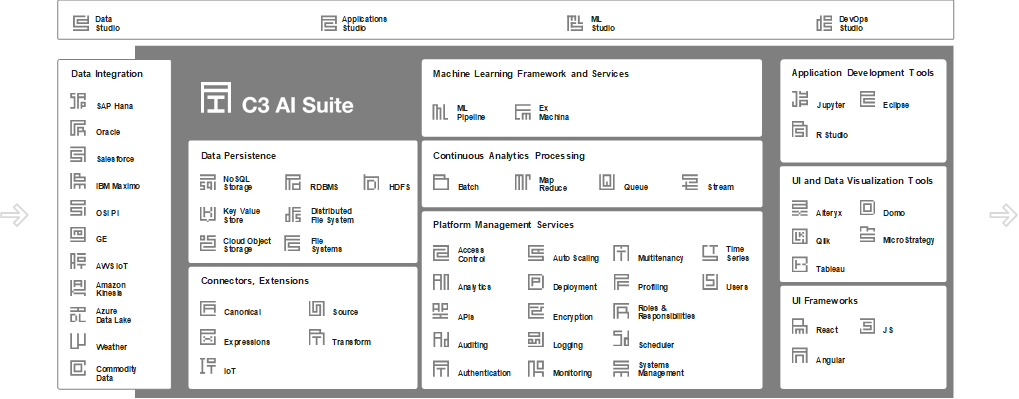 Data
Studio
Applications
Studio
ML
Studio
DevOps
Studio
Data Integration
SAP Hana
Oracle
Salesforce
IBM Maximo
OSI PI
GE
AWS IoT
Amazon
Kinesis
Azure
Data Lake
Weather
Commodity
Data
C3 AI Suite
Data Persistence
NoSQL
Storage
RDBMS
HDFS
Key Value
Store
Distributed
File System
Cloud Object
Storage
File
Systems
Connectors, Extensions
Canonical
Source
Expressions
Transform
IoT
Machine Learning Framework and Services
ML
Pipeline
Ex
Machina
Continuous Analytics Processing
Batch
Map
Reduce
Queue
Stream
Platform Management Services
Access
Control
Auto Scaling
Multitenancy
Time
Series
Analytics
Deployment
Profiling
Users
APIs
Encryption
Roles &
Responsibilities
Auditing
Logging
Scheduler
Authentication
Monitoring
Systems
Management
Application Development Tools
Jupyter
Eclipse
R Studio
UI and Data Visualization Tools
Alteryx
Domo
Qlik
MicroStrategy
Tableau
UI Frameworks
React
JS
Angular